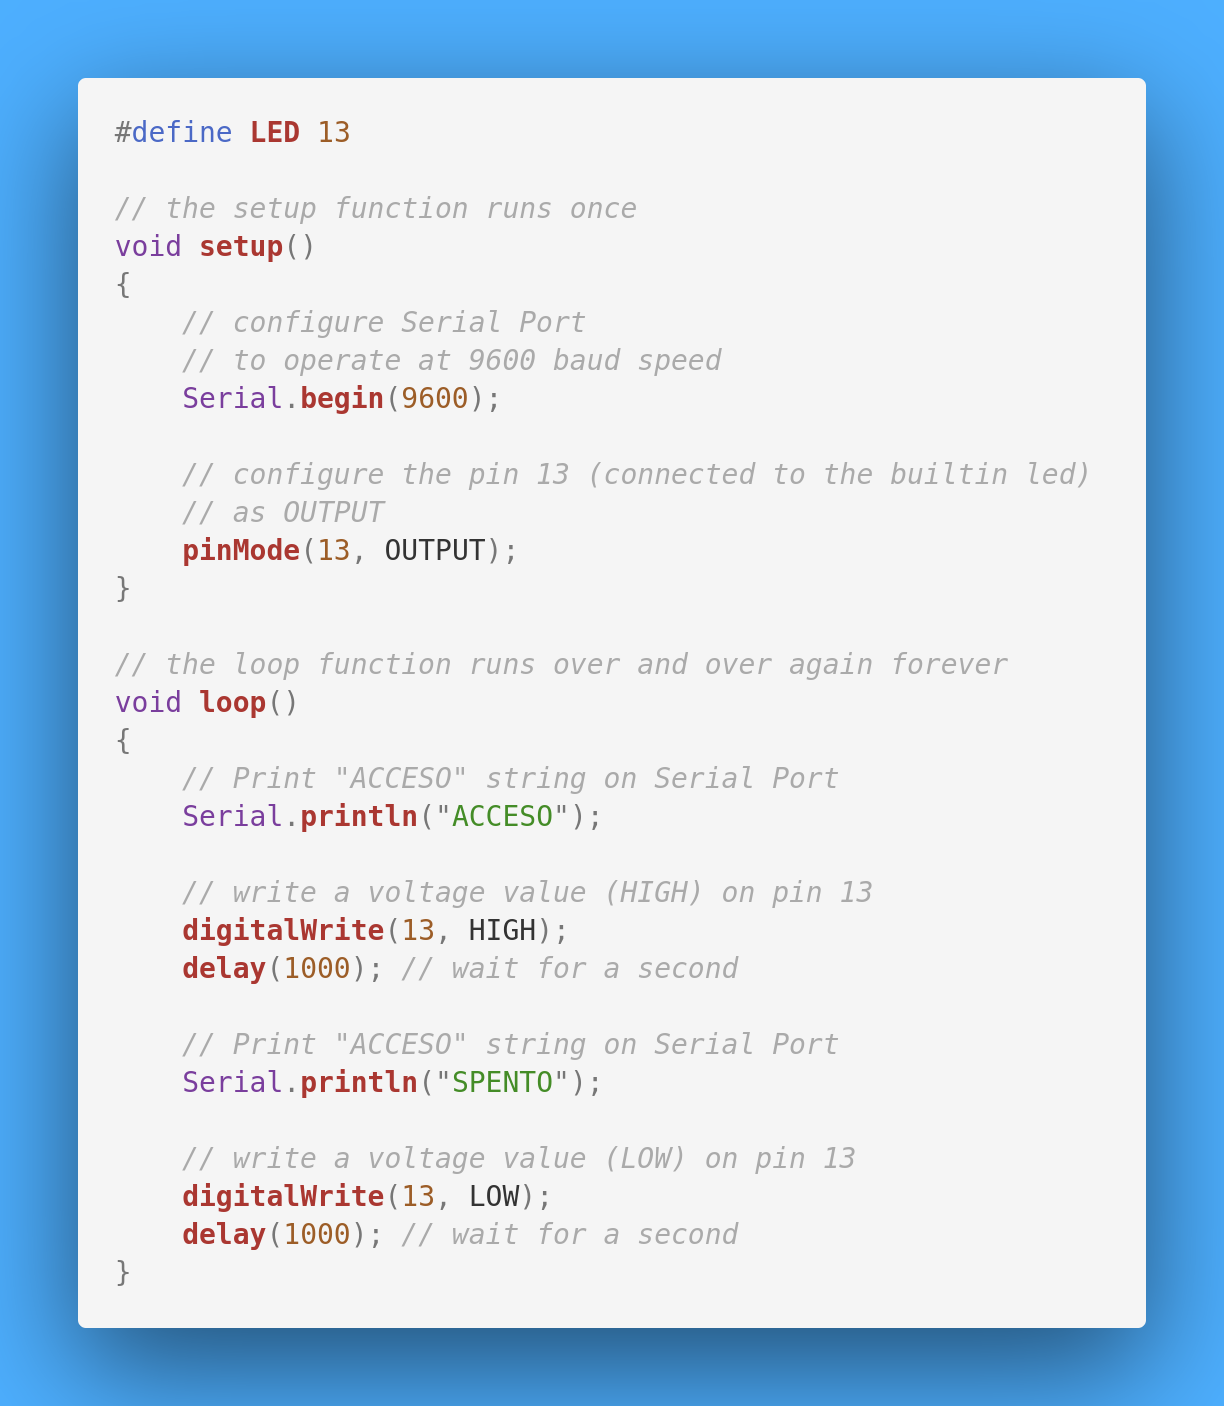 #define LED 13

// the setup function runs once
void setup()
{
    // configure Serial Port
    // to operate at 9600 baud speed
    Serial.begin(9600);

    // configure the pin 13 (connected to the builtin led)
    // as OUTPUT
    pinMode(13, OUTPUT);
}

// the loop function runs over and over again forever
void loop()
{
    // Print "ACCESO" string on Serial Port
    Serial.println("ACCESO");

    // write a voltage value (HIGH) on pin 13
    digitalWrite(13, HIGH);
    delay(1000); // wait for a second

    // Print "ACCESO" string on Serial Port
    Serial.println("SPENTO");

    // write a voltage value (LOW) on pin 13
    digitalWrite(13, LOW);
    delay(1000); // wait for a second
}